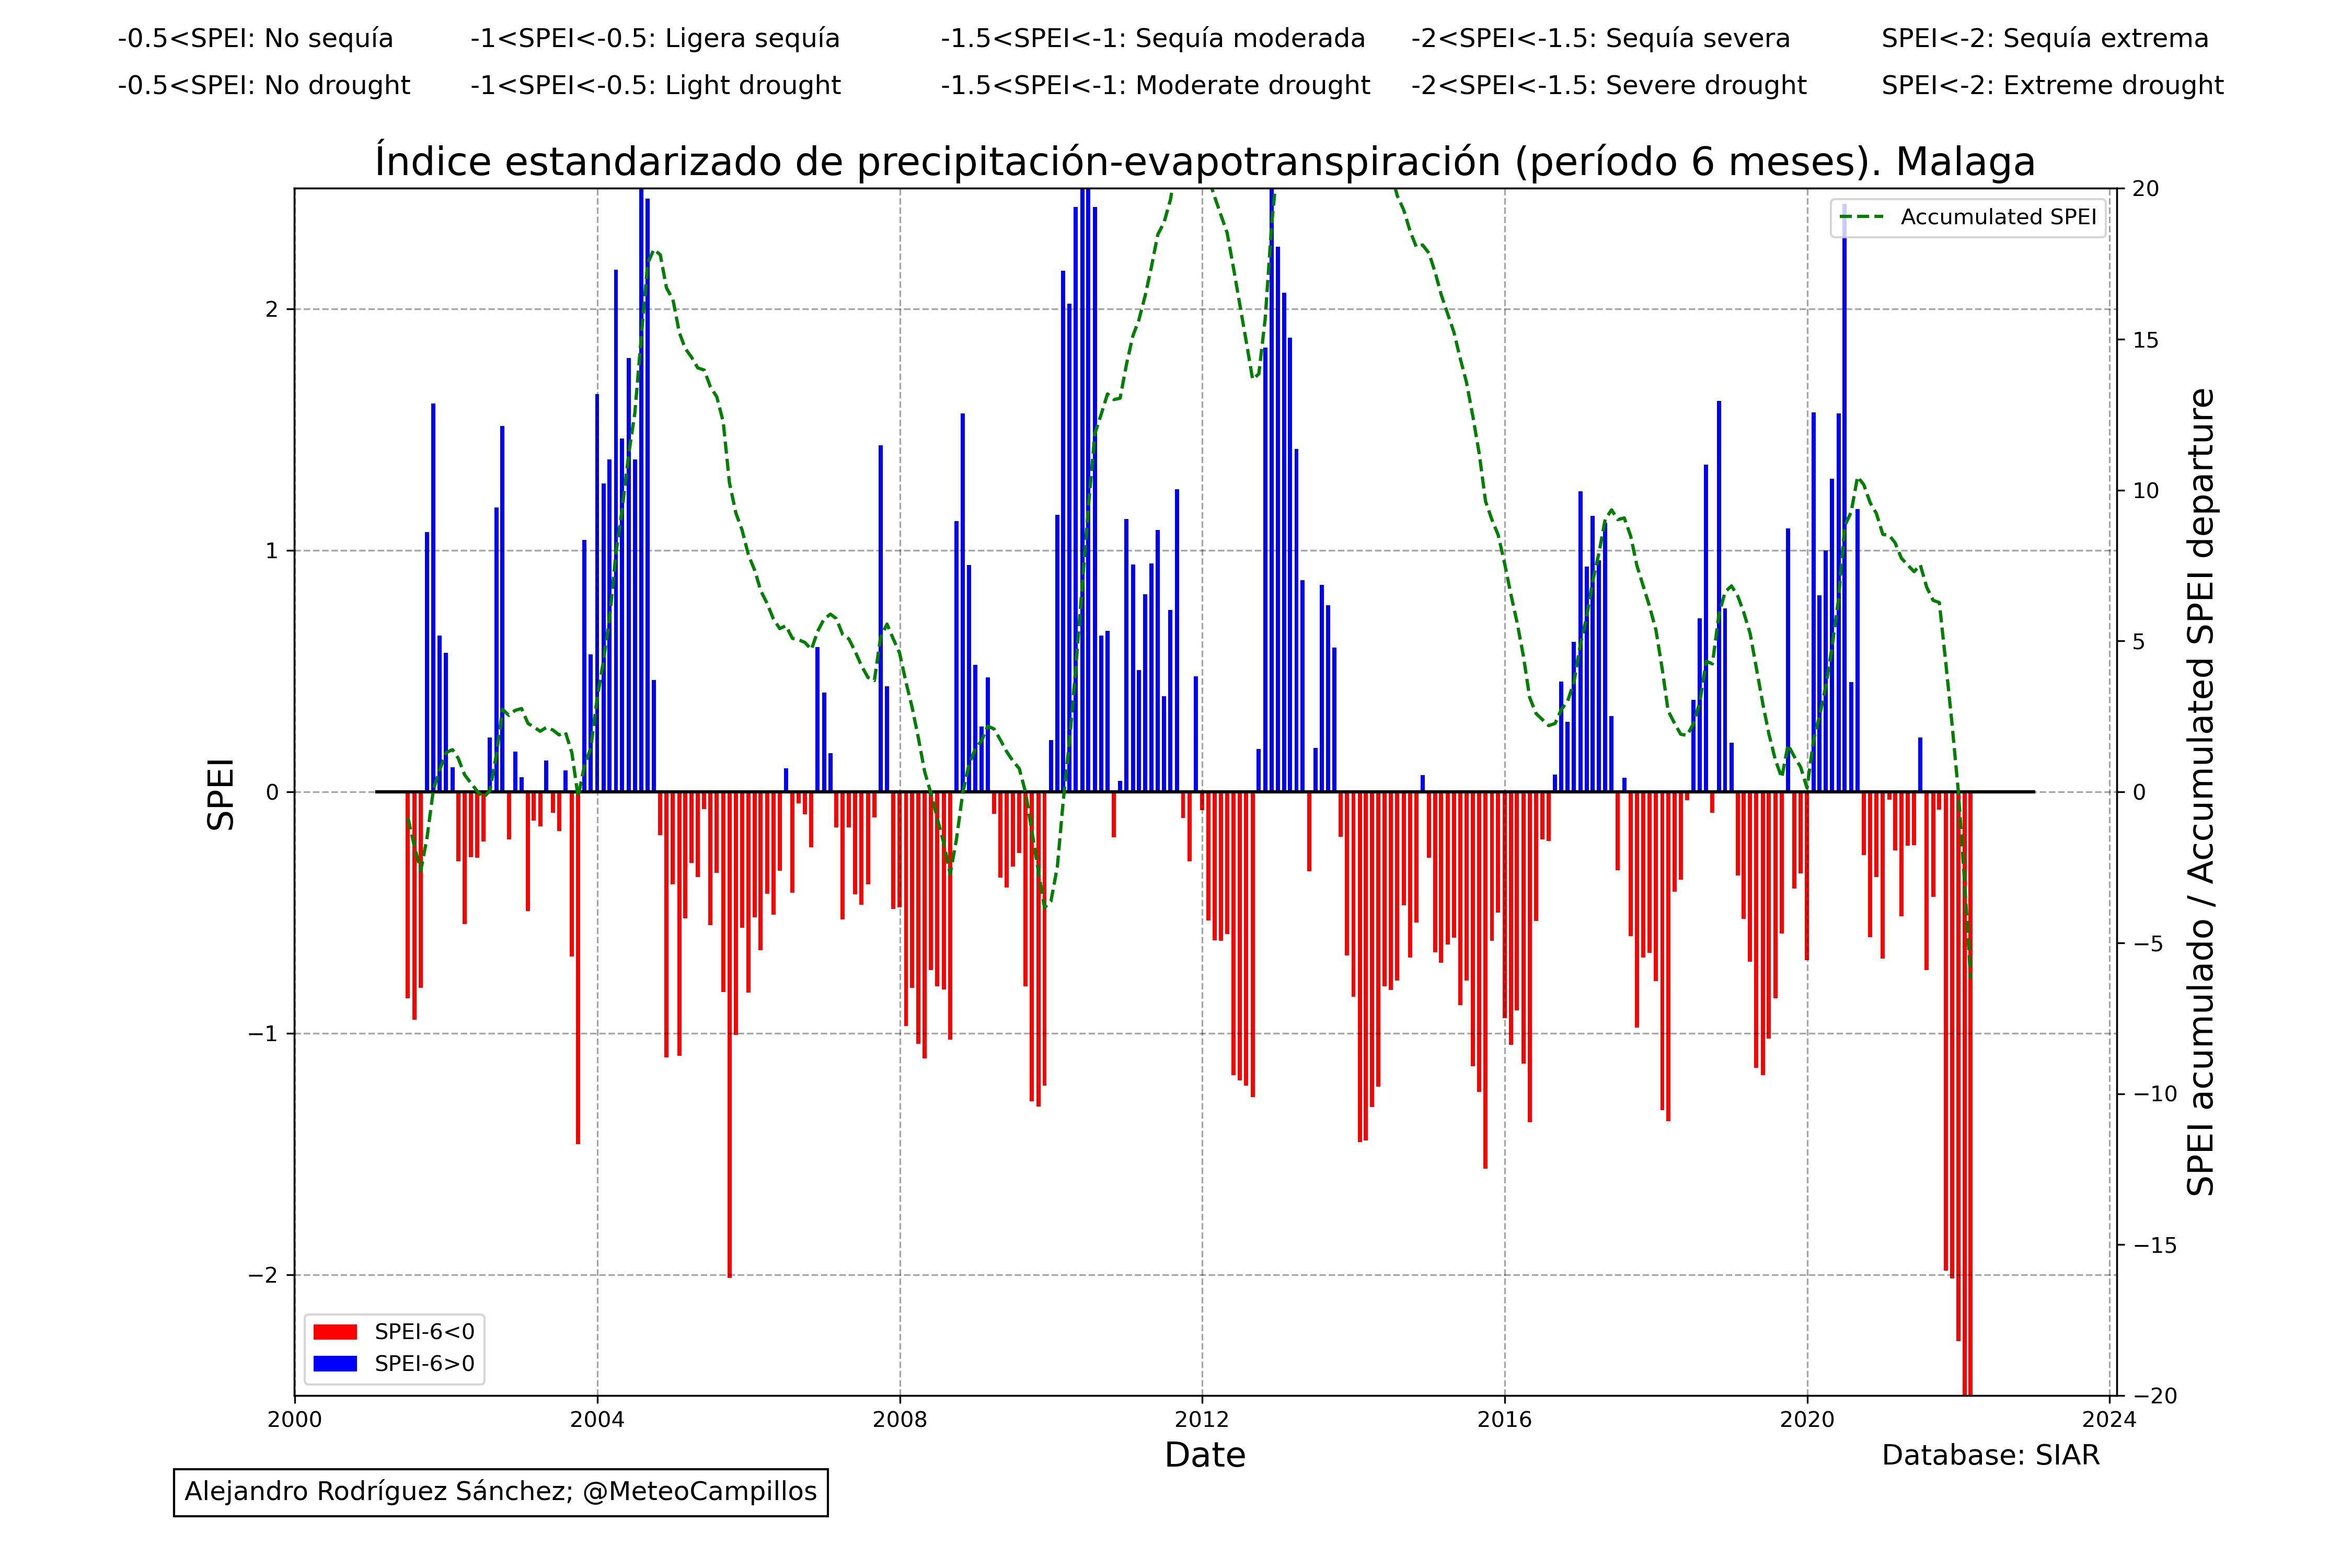 -0.5<SPEI: No sequía -1<SPEI<-0.5: Ligera sequía -1.5<SPEI<-1: Sequía moderada -2<SPEI<-1.5: Sequía severa SPEI<-2: Sequía extrema
-0.5<SPEI: No drought -1<SPEI<-0.5: Light drought -1.5<SPEI<-1: Moderate drought -2<SPEI<-1.5: Severe drought SPEI<-2: Extreme drought
Índice estandarizado de precipitación-evapotranspiración (período 6 meses). Malaga
Accumulated SPEI
2
1
0
−1
−2
SPEI
20
15
10
5
0
−5
−10
−15
−20
SPEI acumulado / Accumulated SPEI departure
SPEI-6<0
SPEI-6>0
2000 2004 2008 2012 2016 2020 2024
Date
Database: SIAR
Alejandro Rodríguez Sánchez; @MeteoCampillos